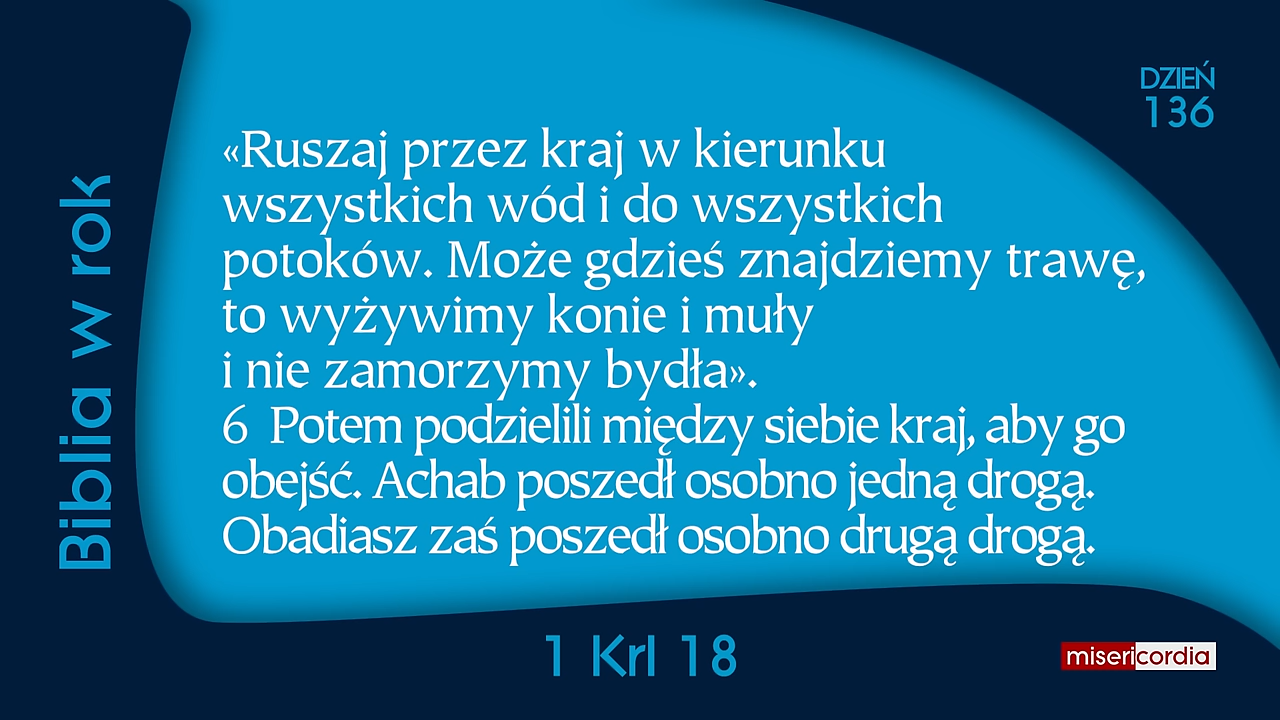 DZIEŃ
136
«Ruszaj przez kraj w kierunku
wszystkich wód i do wszystkich
potoków. Może gdzieś znajdziemy trawę,
to wyżywimy konie i muły
i nie zamorzymy bydła».
6 Potem podzielili między siebie kraj, aby go
obejść. Achab poszedł osobno jedną drogą.
Obadiasz zaś poszedł osobno drugą drogą.
Biblia w rok
1 Krl 18
misericordia